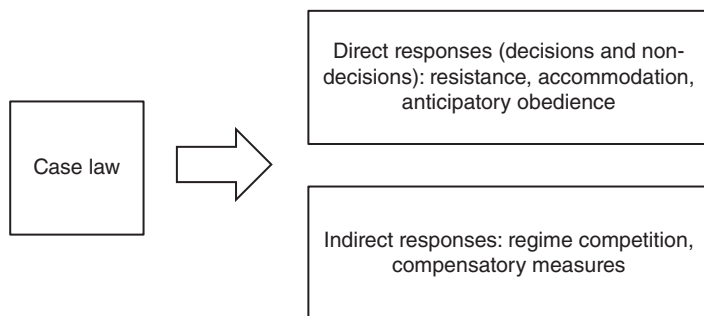 Case law
Direct responses (decisions and non-
decisions): resistance, accommodation,
anticipatory obedience
Indirect responses: regime competition,
compensatory measures